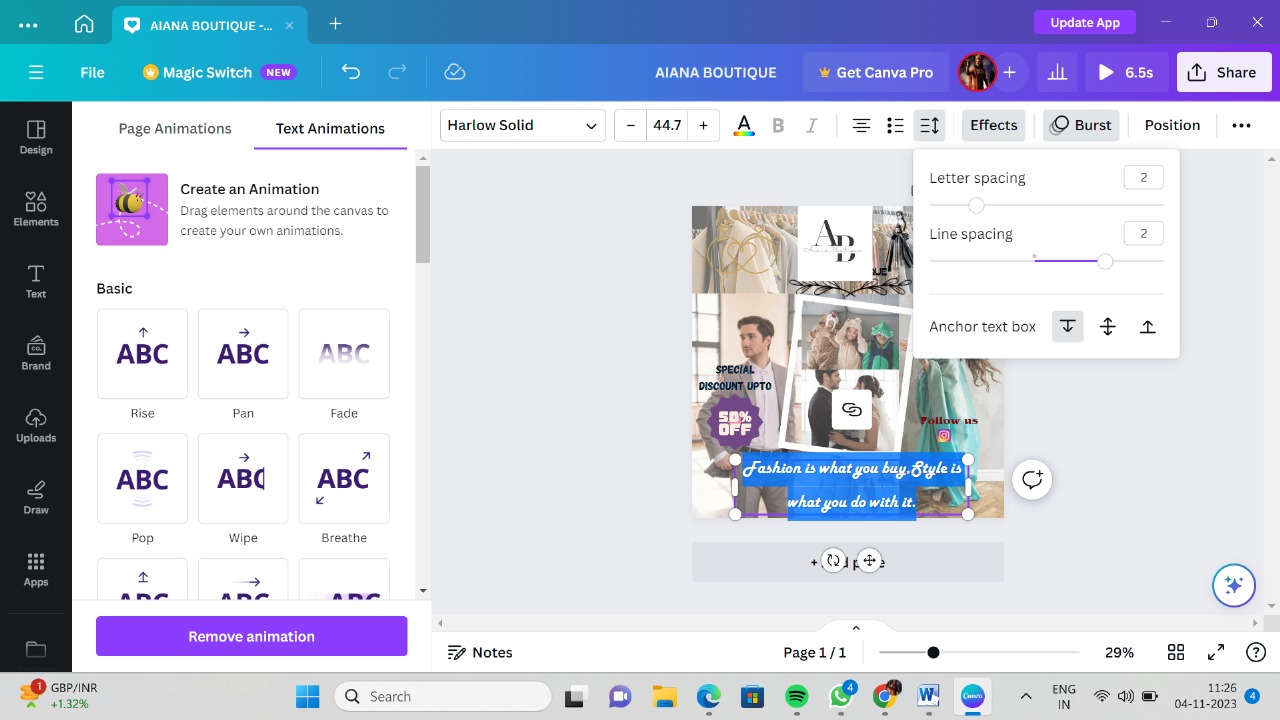 AIANA BOUTIQUE -...
Update App
File
Magic Switch NEW
AIANA BOUTIQUE
Get Canva Pro
6.5s
Share
Design
Elements
Text
Brand
Uploads
Draw
Apps
Page Animations
Text Animations
Create an Animation
Drag elements around the canvas to
create your own animations.
Basic
ABC
ABC
ABC
Rise
Pan
Fade
ABC
ABC
ABC
Pop
Wipe
Breathe
ABC
ABC
ABC
Remove animation
Harlow Solid
44.7
A
B
I
Effects
Burst
Position
Letter spacing
2
Line spacing
2
Anchor text box
AB
SPECIAL
DISCOUNT UPTO
50%
OFF
Follow us
Fashion is what you buy,Style is
what you do with it.
Notes
Page 1 / 1
29%
1
GBP/INR
+1.32%
Search
4
ENG
IN
11:26
04-11-2023
4